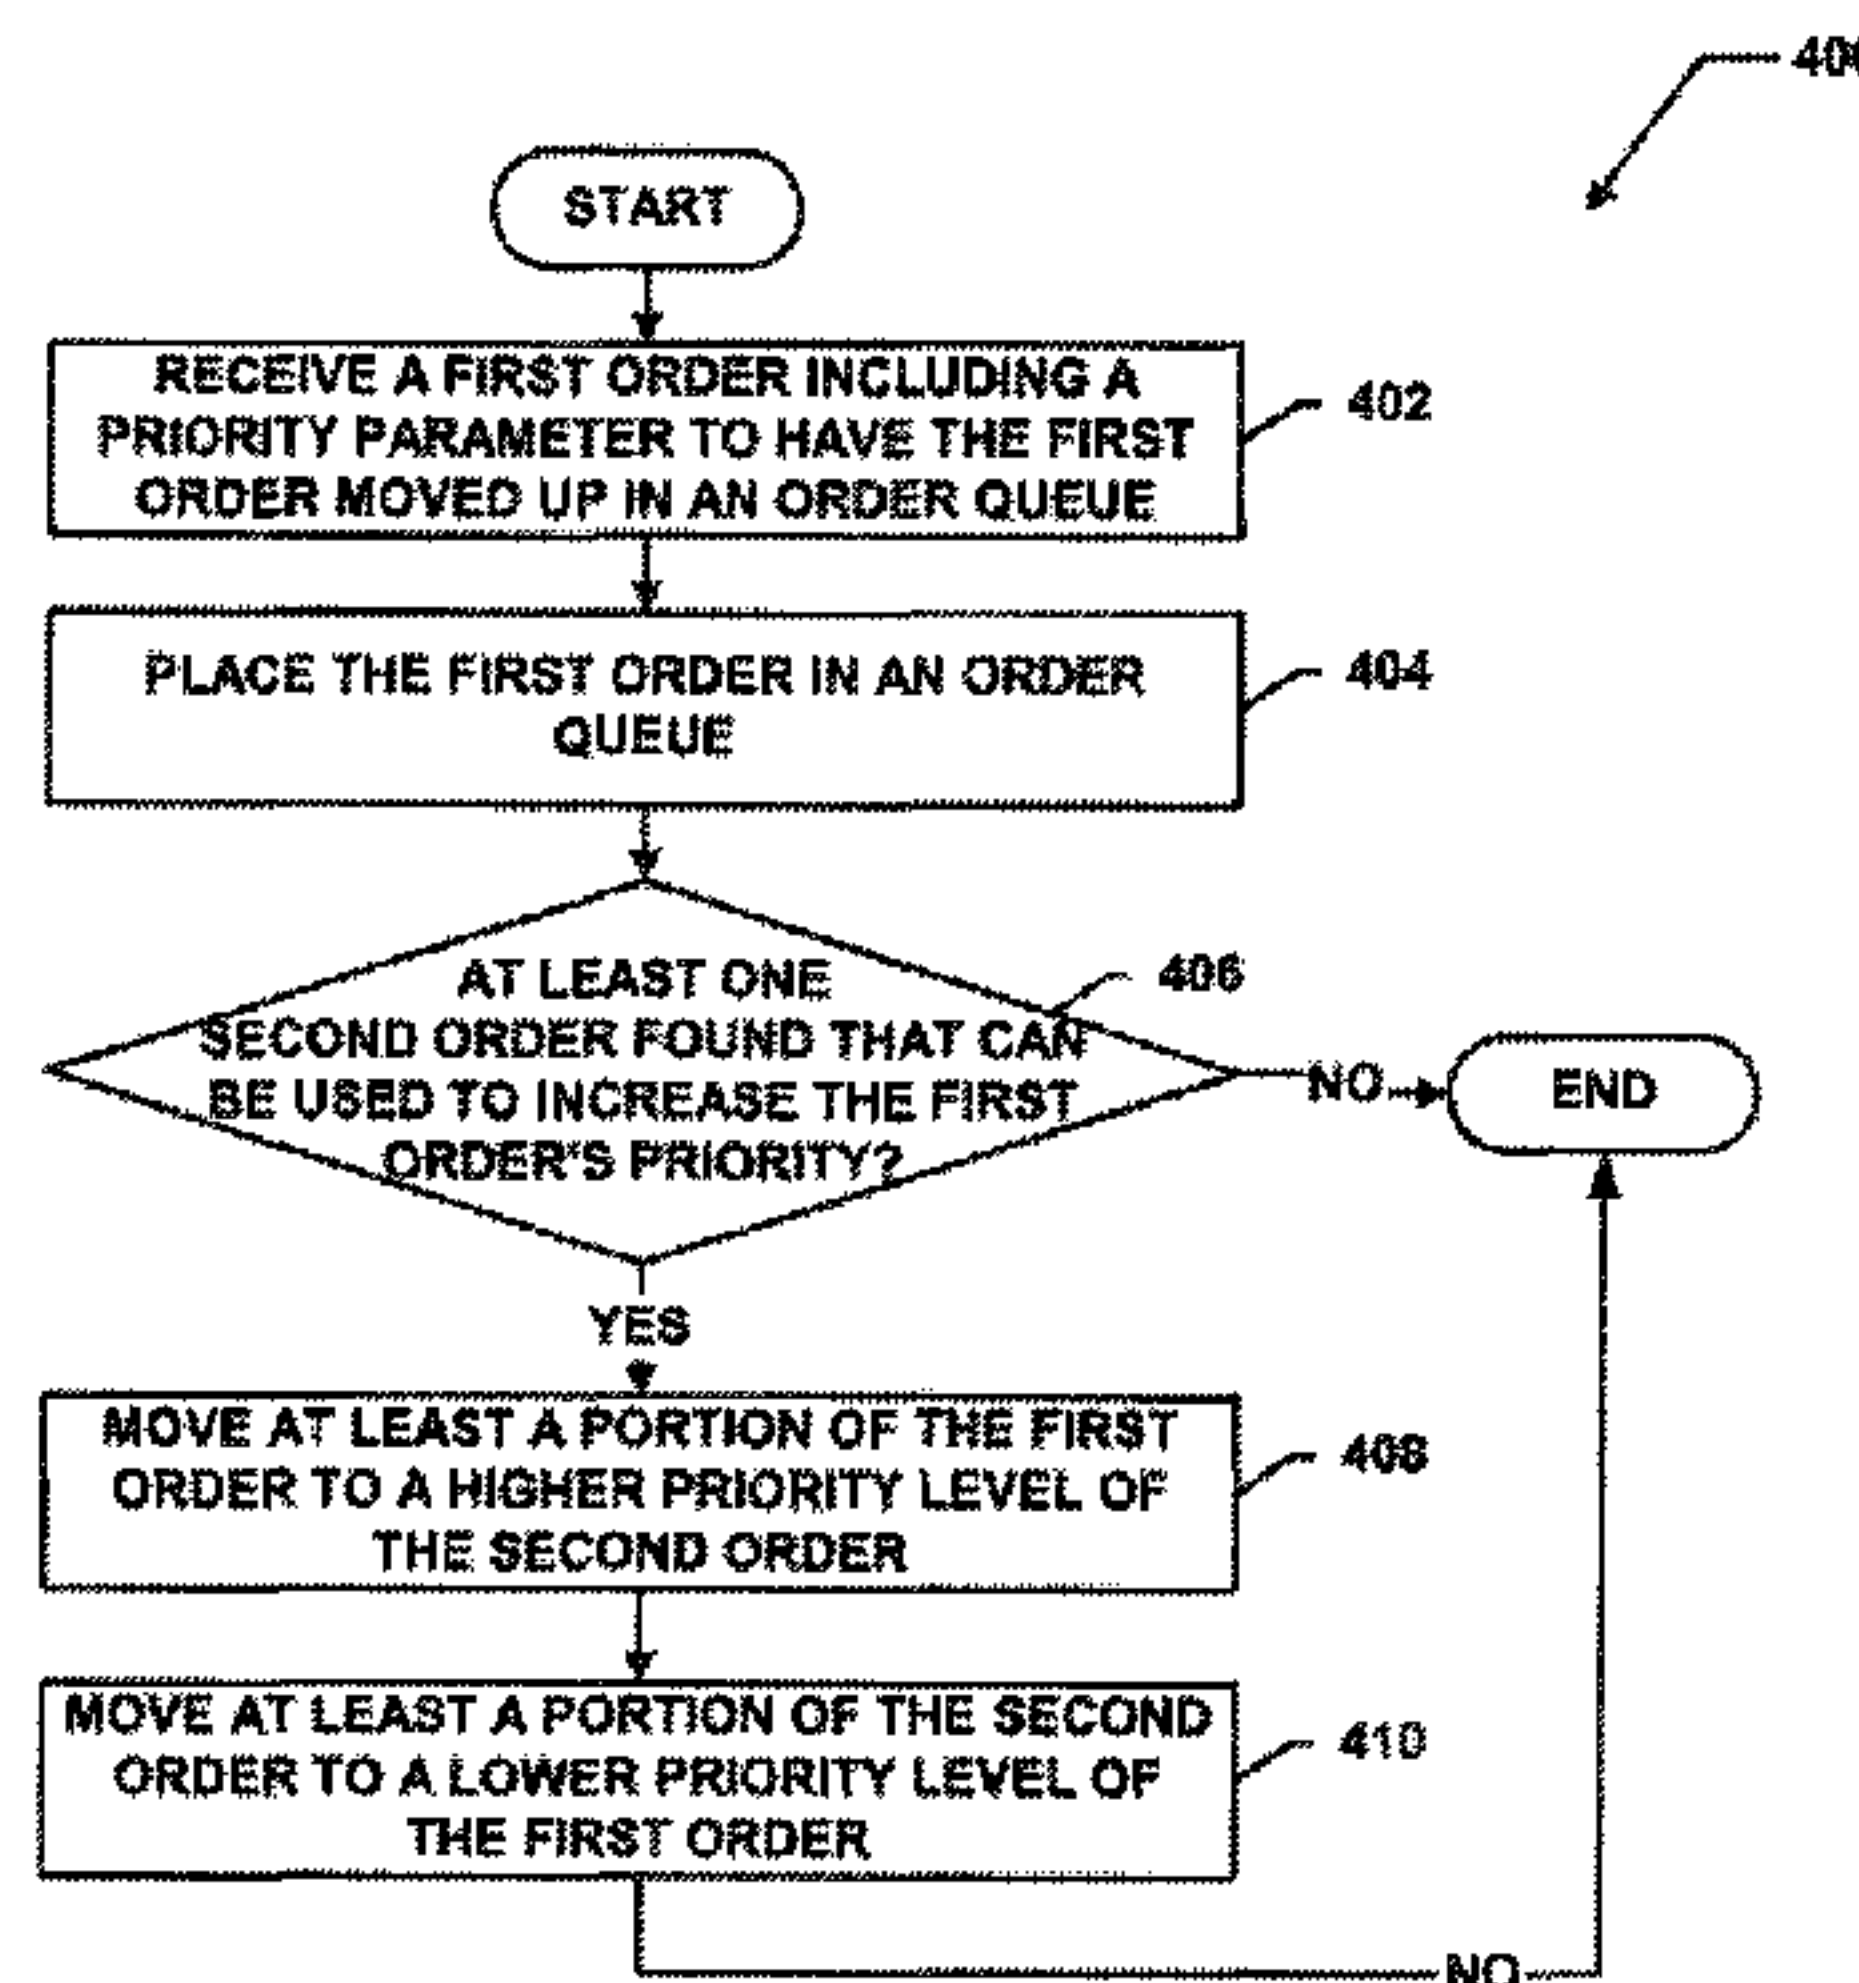 START
RECEIVE A FIRST ORDER INCLUDING A
PRIORITY PARAMETER TO HAVE THE FIRST
ORDER MOVED UP IN AN ORDER QUEUE
402
PLACE THE FIRST ORDER IN AN ORDER
QUEUE
404
AT LEAST ONE
SECOND ORDER FOUND THAT CAN
BE USED TO INCREASE THE FIRST
ORDER'S PRIORITY?
406
NO
END
YES
MOVE AT LEAST A PORTION OF THE FIRST
ORDER TO A HIGHER PRIORITY LEVEL OF
THE SECOND ORDER
408
MOVE AT LEAST A PORTION OF THE SECOND
ORDER TO A LOWER PRIORITY LEVEL OF
THE FIRST ORDER
410
NO